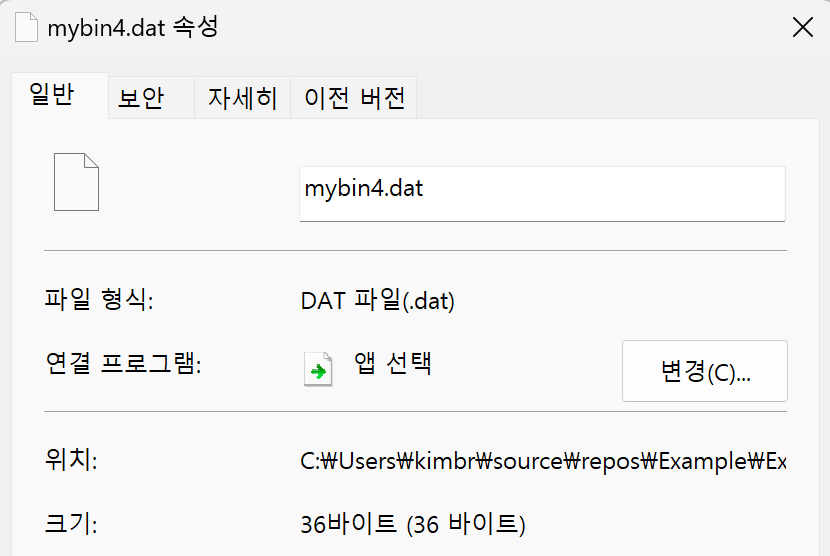 mybin4.dat 속성
일반 보안 자세히 이전 버전
mybin4.dat
파일 형식: DAT 파일(.dat)
연결 프로그램: 앱 선택 변경(C)...
위치: C:₩Users₩kimbr₩source₩repos₩Example₩Ex
크기: 36바이트 (36 바이트)